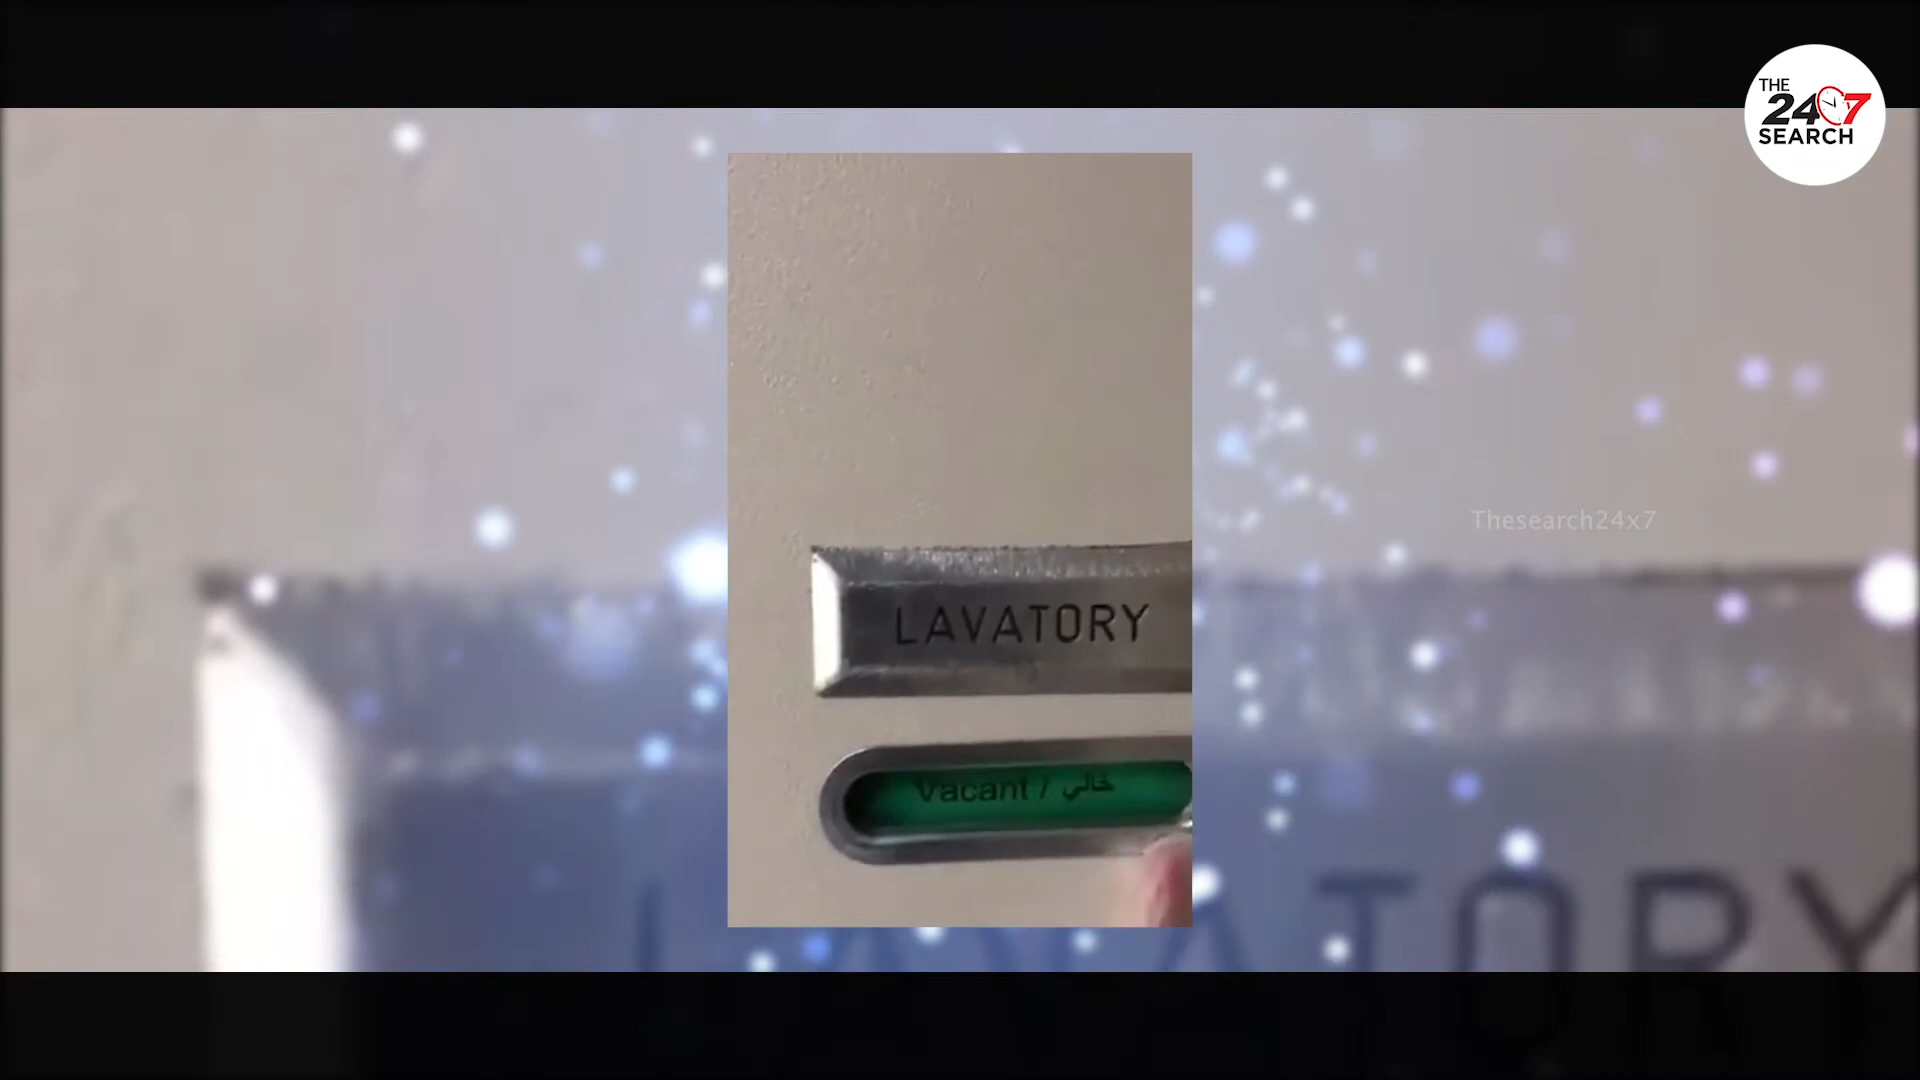 THE
24 7
SEARCH
Thesearch24x7
LAVATORY
Vacant / خالي
LAVATORY